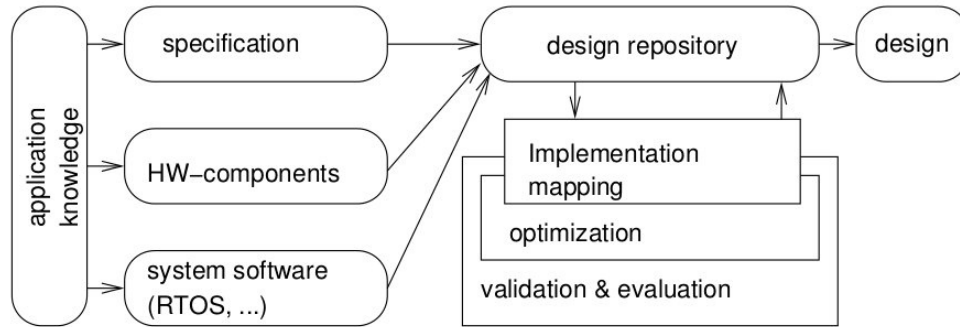 application
knowledge
specification
HW−components
system software
(RTOS, ...)
design repository
design
Implementation
mapping
optimization
validation & evaluation